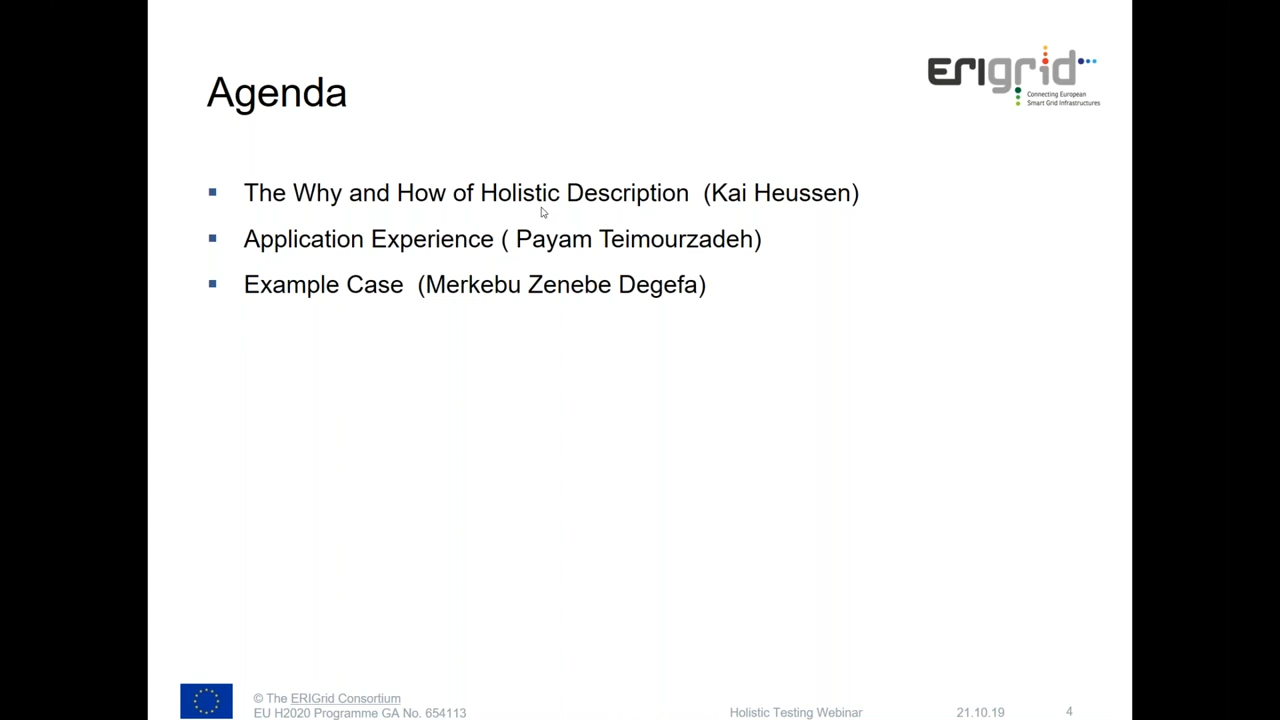 ERIgrid
Connecting European
Smart Grid Infrastructures
Agenda
The Why and How of Holistic Description (Kai Heussen)
Application Experience ( Payam Teimourzadeh)
Example Case (Merkebu Zenebe Degefa)
© The ERIGrid Consortium
EU H2020 Programme GA No. 654113
Holistic Testing Webinar
21.10.19
4